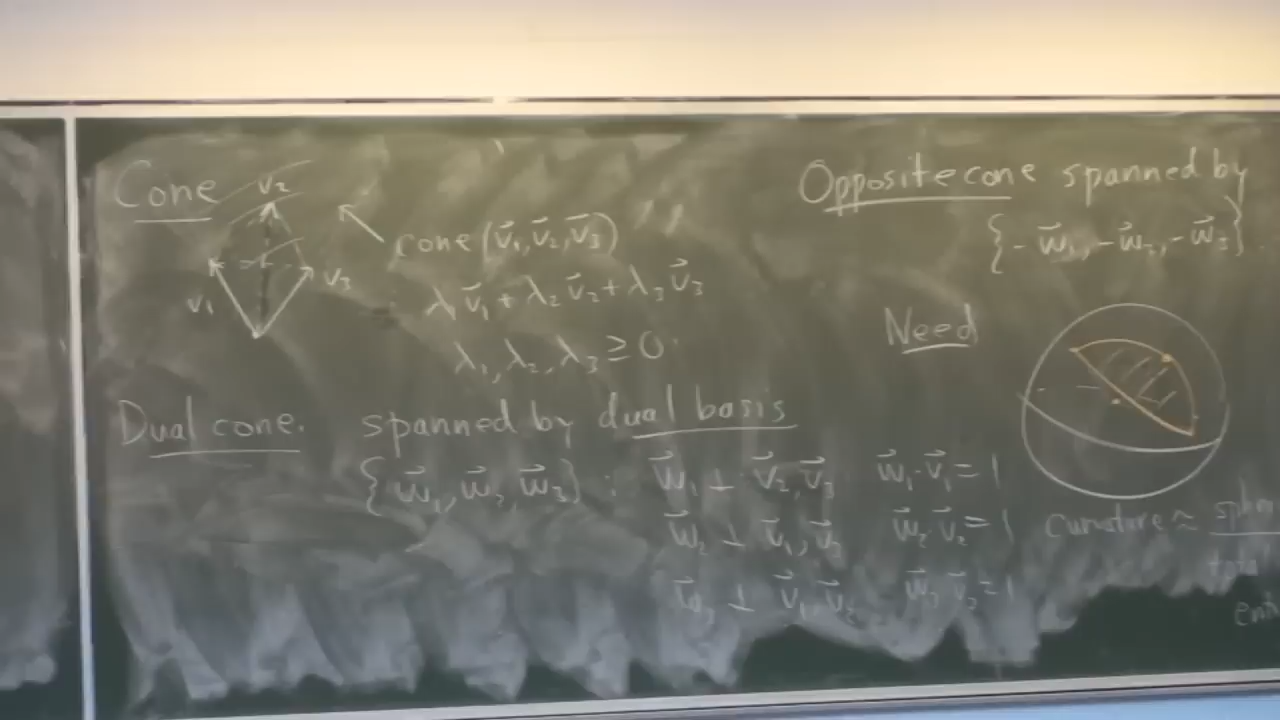 Cone
v₂
v₁
v₃
cone (v⃗₁, v⃗₂, v⃗₃)
λ₁v⃗₁ + λ₂v⃗₂ + λ₃v⃗₃
λ₁, λ₂, λ₃ ≥ 0
Dual cone. spanned by dual basis
{w⃗₁, w⃗₂, w⃗₃} : w⃗₁ ⊥ v⃗₂, v⃗₃ w⃗₁·v⃗₁ = 1
w⃗₂ ⊥ v⃗₁, v⃗₃ w⃗₂·v⃗₂ = 1
w⃗₃ ⊥ v⃗₁, v⃗₂ w⃗₃·v⃗₃ = 1
Opposite cone spanned by
{-w⃗₁, -w⃗₂, -w⃗₃}
Need
curvature ≈